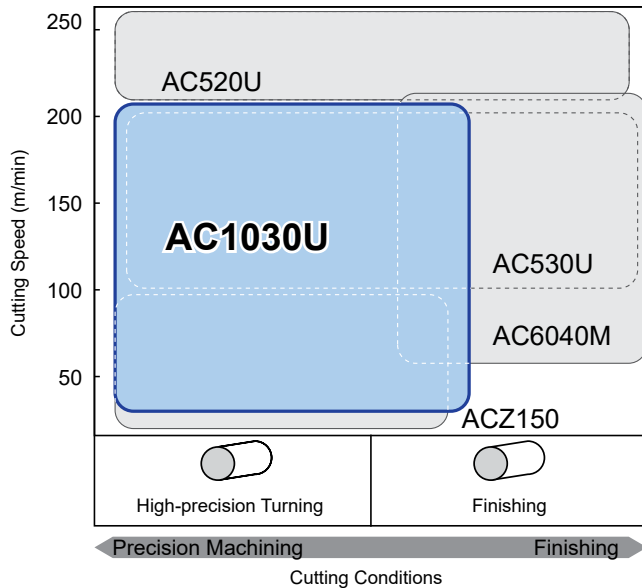 250
AC520U
200
150
AC1030U
AC530U
100
AC6040M
50
ACZ150
Cutting Speed (m/min)
High-precision Turning
Finishing
Precision Machining
Finishing
Cutting Conditions